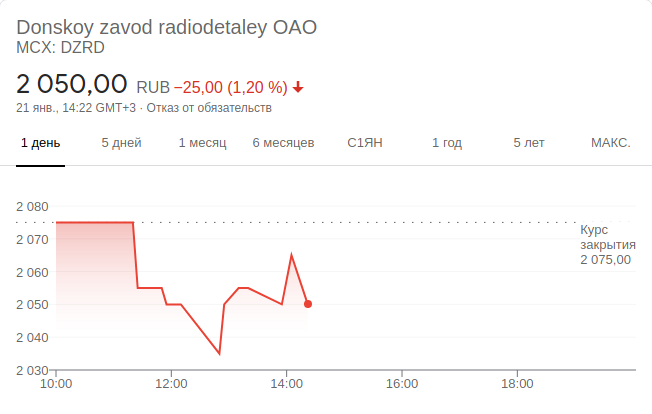 Donskoy zavod radiodetaley OAO
MCX: DZRD
2 050,00 RUB −25,00 (1,20 %)
21 янв., 14:22 GMT+3 · Отказ от обязательств
1 день 5 дней 1 месяц 6 месяцев С1ЯН 1 год 5 лет МАКС.
2 080
2 070
2 060
2 050
2 040
2 030
Курс
закрытия
2 075,00
10:00 12:00 14:00 16:00 18:00